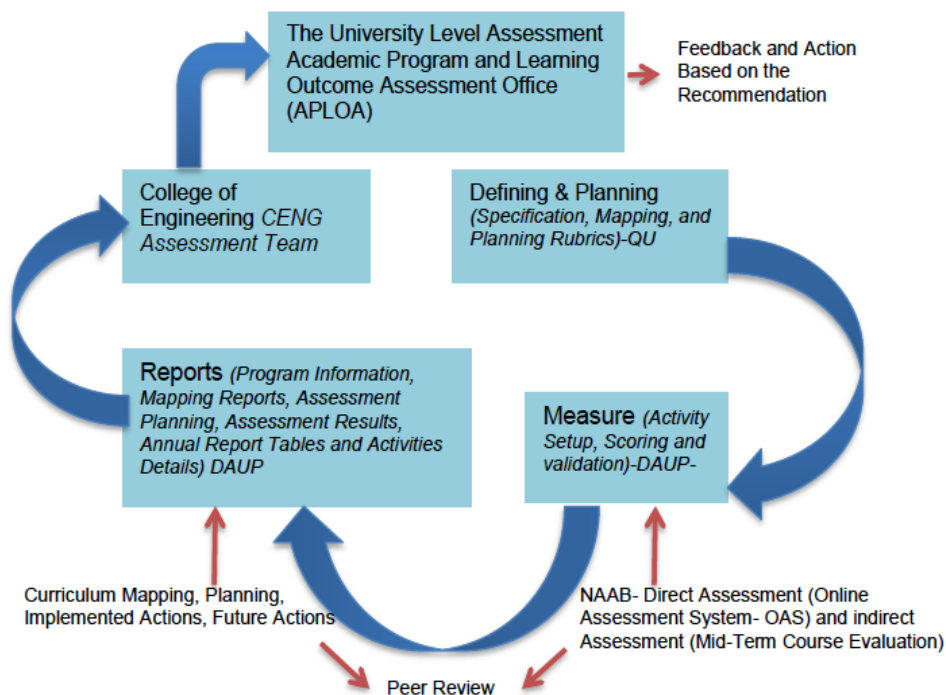 The University Level Assessment
Academic Program and Learning
Outcome Assessment Office
(APLOA)
Feedback and Action
Based on the
Recommendation
College of
Engineering CENG
Assessment Team
Defining & Planning
(Specification, Mapping, and
Planning Rubrics)-QU
Reports (Program Information,
Mapping Reports, Assessment
Planning, Assessment Results,
Annual Report Tables and Activities
Details) DAUP
Measure (Activity
Setup, Scoring and
validation)-DAUP-
Curriculum Mapping, Planning,
Implemented Actions, Future Actions
NAAB- Direct Assessment (Online
Assessment System- OAS) and indirect
Assessment (Mid-Term Course Evaluation)
Peer Review